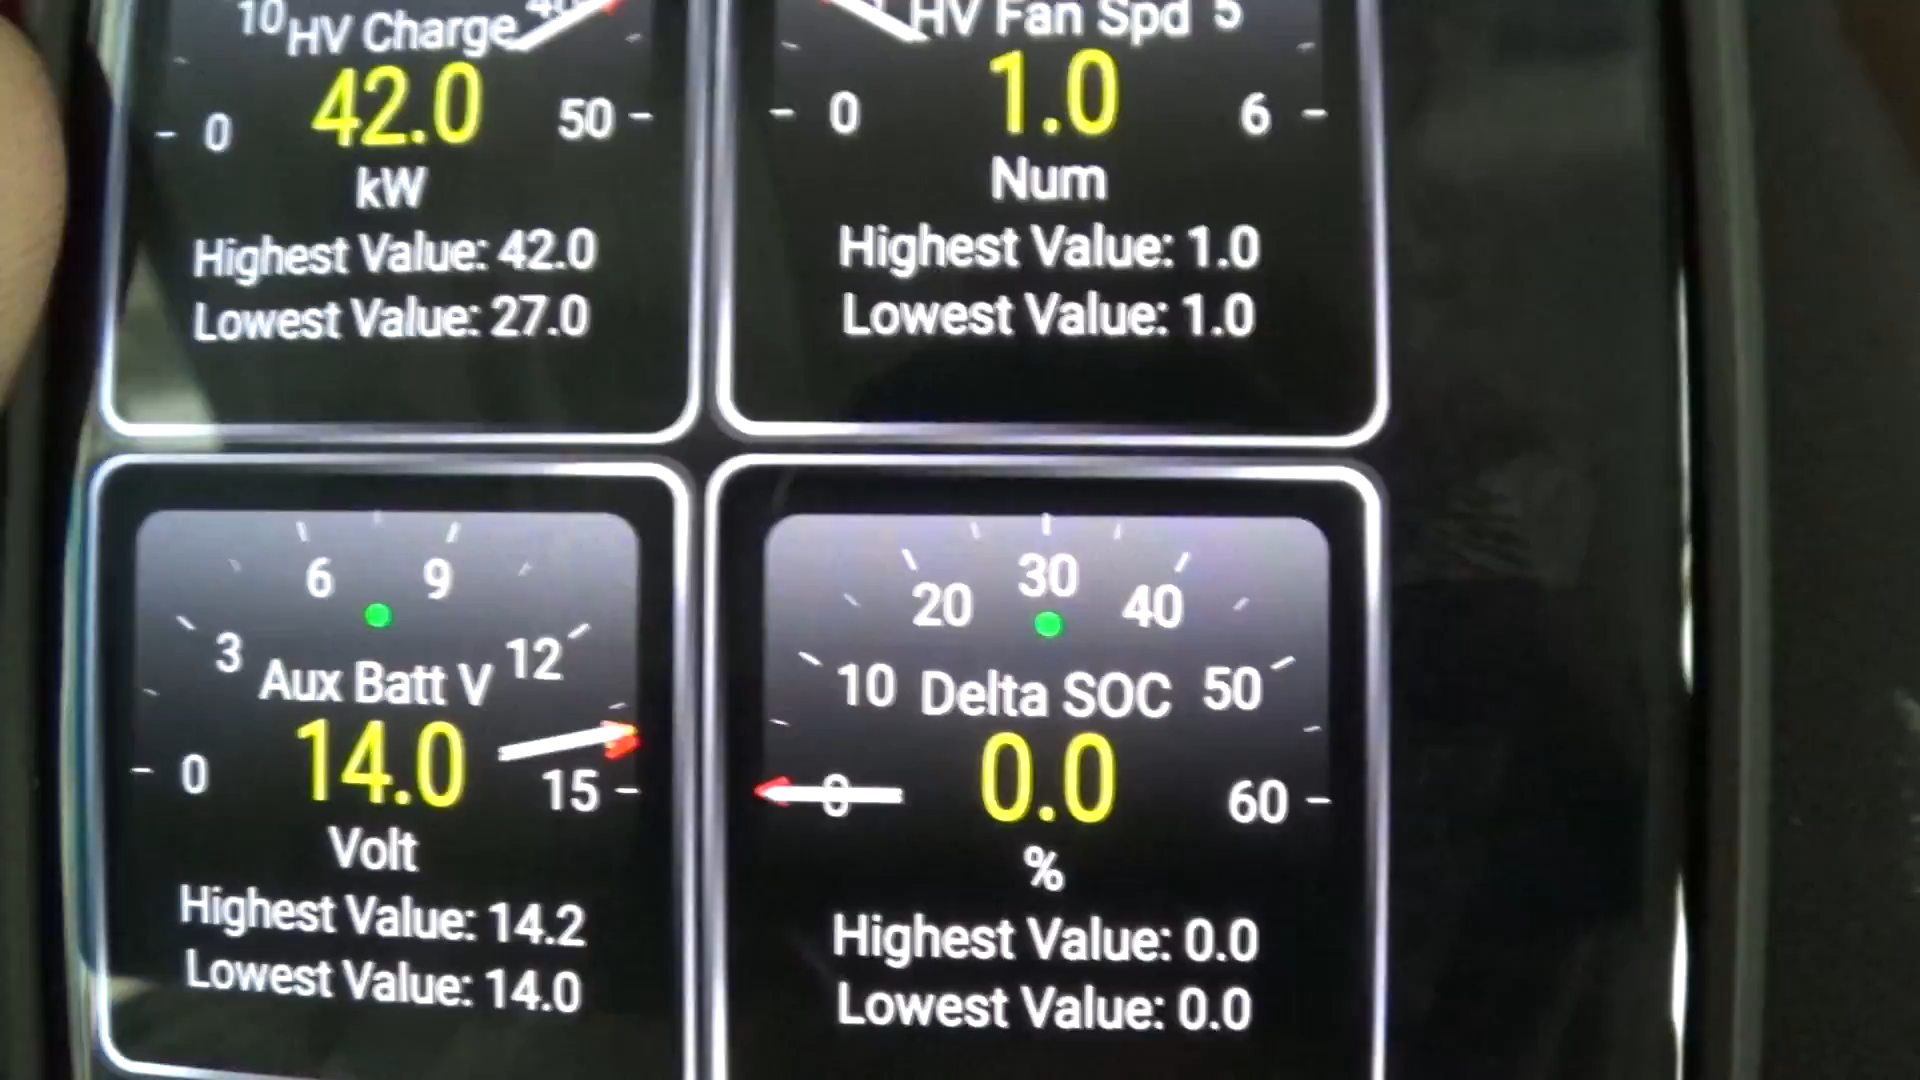 10 HV Charge 40
0 42.0 50
kW
Highest Value: 42.0
Lowest Value: 27.0
HV Fan Spd 5
0 1.0 6
Num
Highest Value: 1.0
Lowest Value: 1.0
6 9
3 Aux Batt V 12
0 14.0 15
Volt
Highest Value: 14.2
Lowest Value: 14.0
20 30 40
10 Delta SOC 50
0 0.0 60
%
Highest Value: 0.0
Lowest Value: 0.0